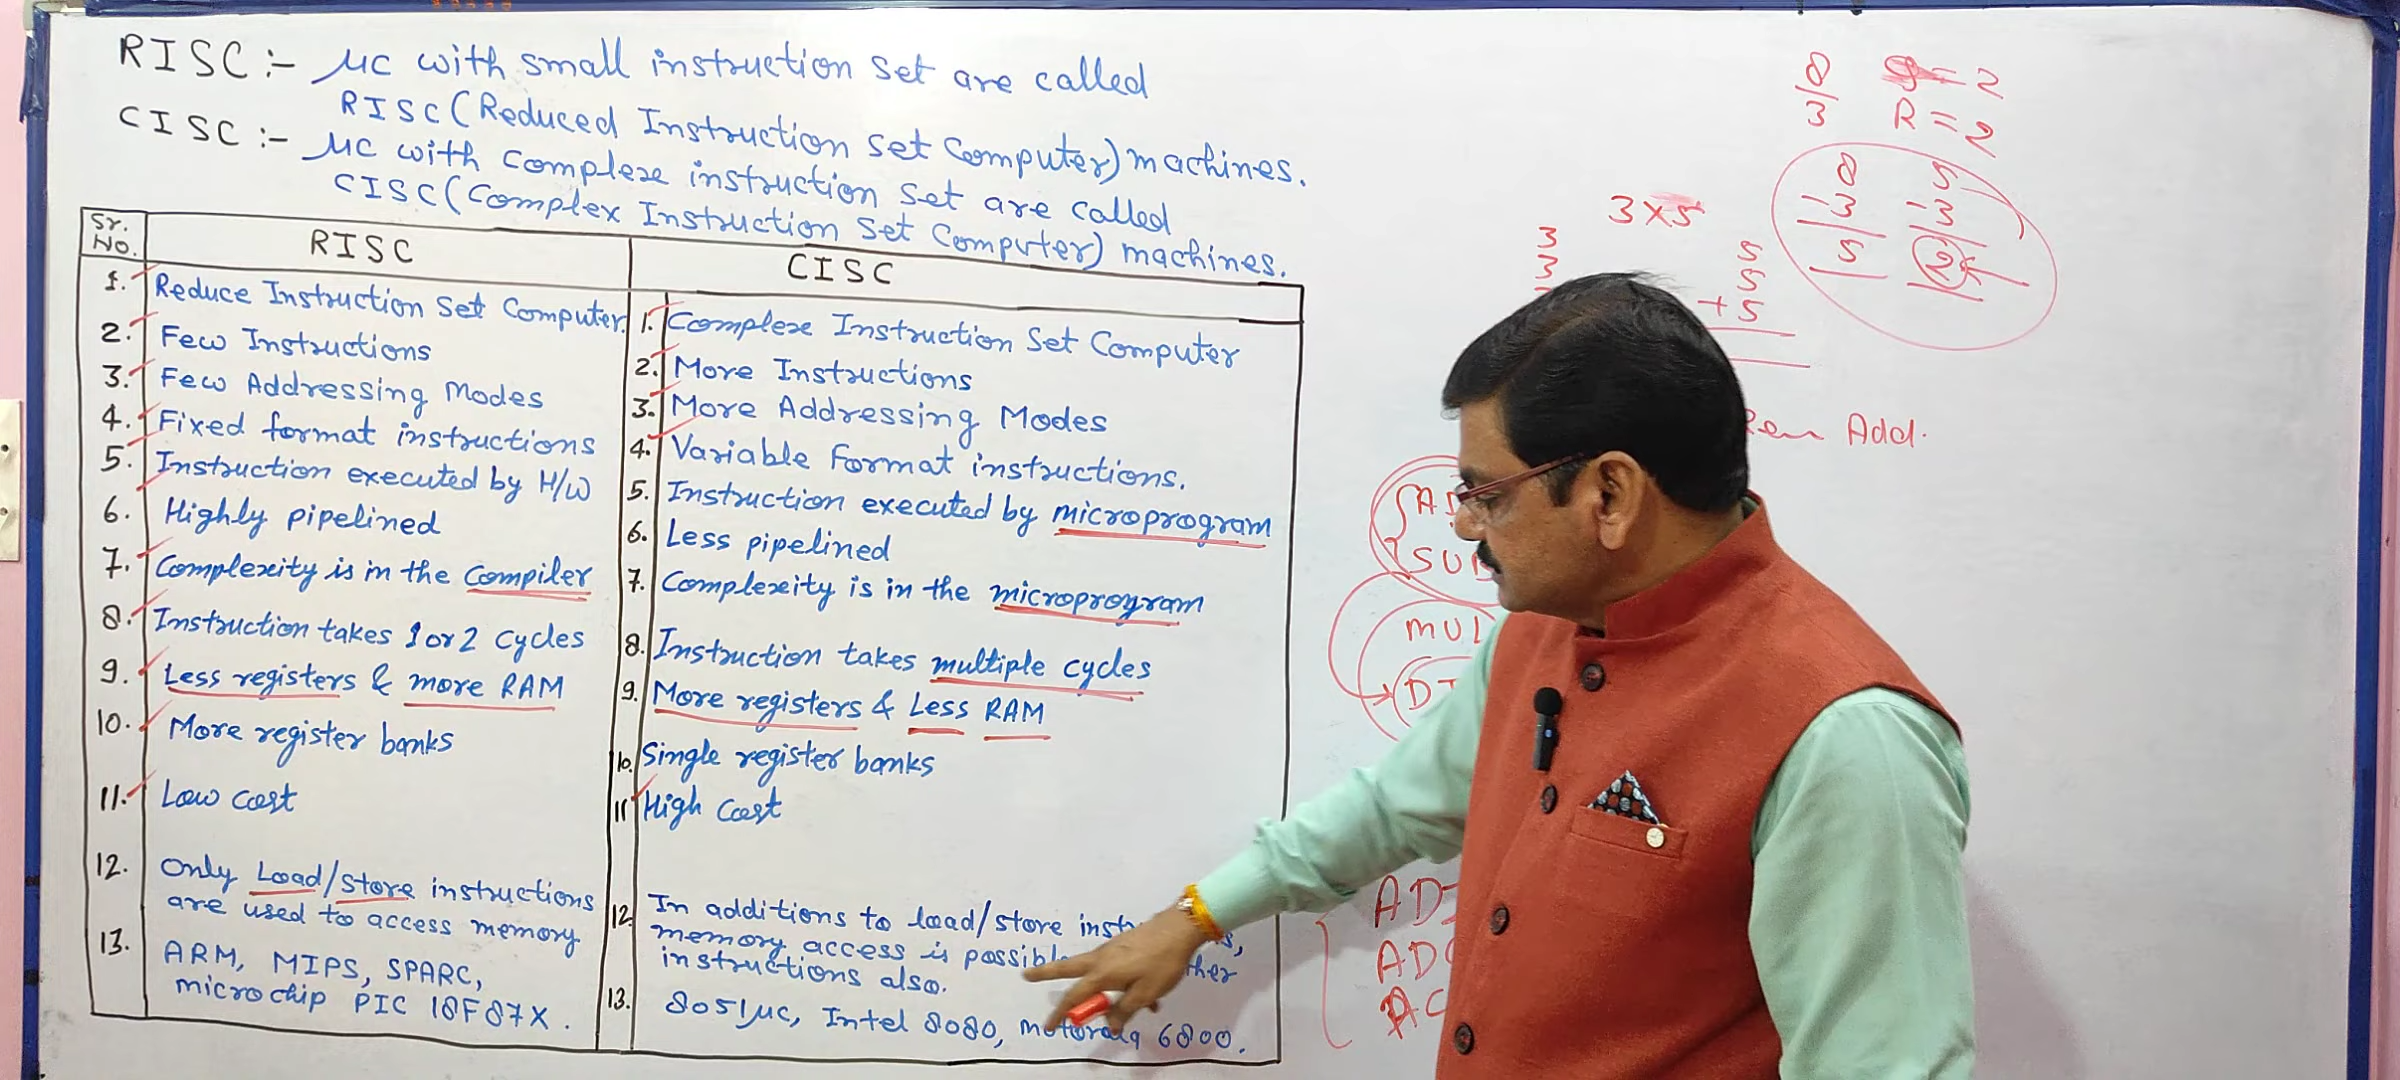 RISC :- μc with small instruction set are called
RISC (Reduced Instruction Set Computer) machines.
CISC :- μc with complex instruction set are called
CISC (Complex Instruction Set Computer) machines.
Sr. No. RISC CISC
1. Reduce Instruction Set Computer.
2. Few Instructions
3. Few Addressing Modes
4. Fixed format instructions
5. Instruction executed by H/W
6. Highly pipelined
7. Complexity is in the compiler
8. Instruction takes 1 or 2 cycles
9. Less registers & more RAM
10. More register banks
11. Low cost
12. Only Load/store instructions
are used to access memory
13. ARM, MIPS, SPARC,
microchip PIC 18F87X.
1. Complex Instruction Set Computer
2. More Instructions
3. More Addressing Modes
4. Variable format instructions.
5. Instruction executed by microprogram
6. Less pipelined
7. Complexity is in the microprogram
8. Instruction takes multiple cycles
9. More registers & Less RAM
10. Single register banks
11 High cost
12. In additions to load/store
memory access is
instructions also.
13. 8051μc, Intel 8080, Motorola 6800.
8/3 = 2
R = 2
8 5
-3 -3
5 2
3 x 5
3 5
3 5
+ 5
Add.
SUB
MUL